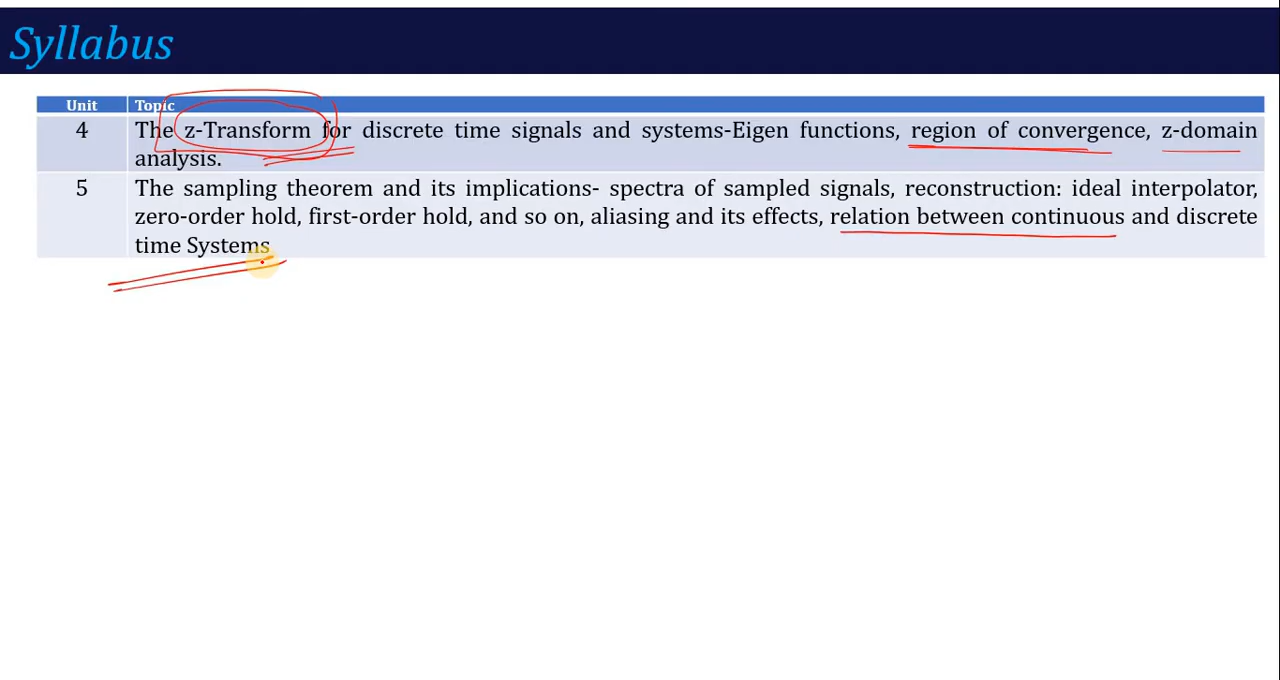 Syllabus
Unit Topic
4 The z-Transform for discrete time signals and systems-Eigen functions, region of convergence, z-domain
analysis.
5 The sampling theorem and its implications- spectra of sampled signals, reconstruction: ideal interpolator,
zero-order hold, first-order hold, and so on, aliasing and its effects, relation between continuous and discrete
time Systems